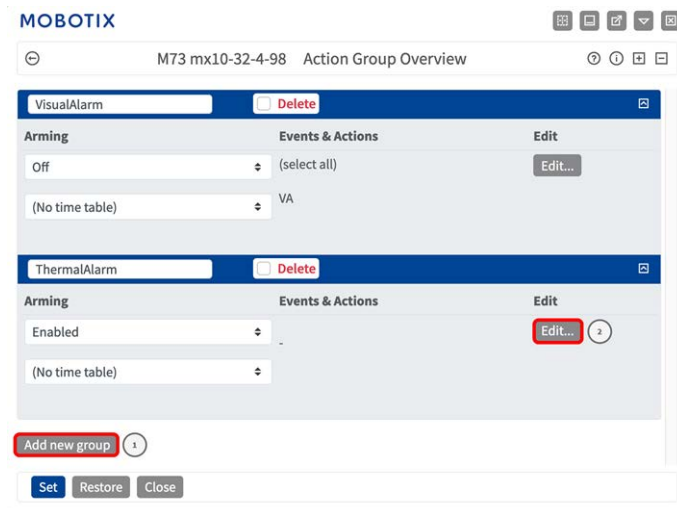 MOBOTIX
M73 mx10-32-4-98 Action Group Overview
VisualAlarm Delete
Arming Events & Actions Edit
Off (select all) Edit...
(No time table) VA
ThermalAlarm Delete
Arming Events & Actions Edit
Enabled - Edit... 2
(No time table)
Add new group 1
Set Restore Close